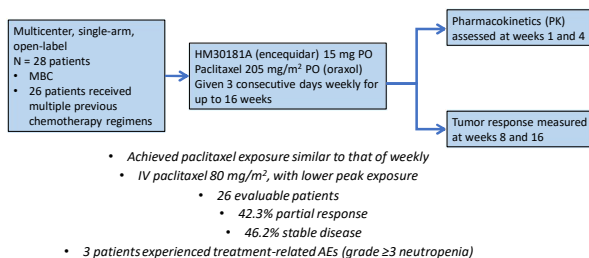 Multicenter, single-arm,
open-label
N = 28 patients
• MBC
• 26 patients received
multiple previous
chemotherapy regimens
HM30181A (encequidar) 15 mg PO
Paclitaxel 205 mg/m² PO (oraxol)
Given 3 consecutive days weekly for
up to 16 weeks
Pharmacokinetics (PK)
assessed at weeks 1 and 4
Tumor response measured
at weeks 8 and 16
• Achieved paclitaxel exposure similar to that of weekly
• IV paclitaxel 80 mg/m², with lower peak exposure
• 26 evaluable patients
• 42.3% partial response
• 46.2% stable disease
• 3 patients experienced treatment-related AEs (grade ≥3 neutropenia)